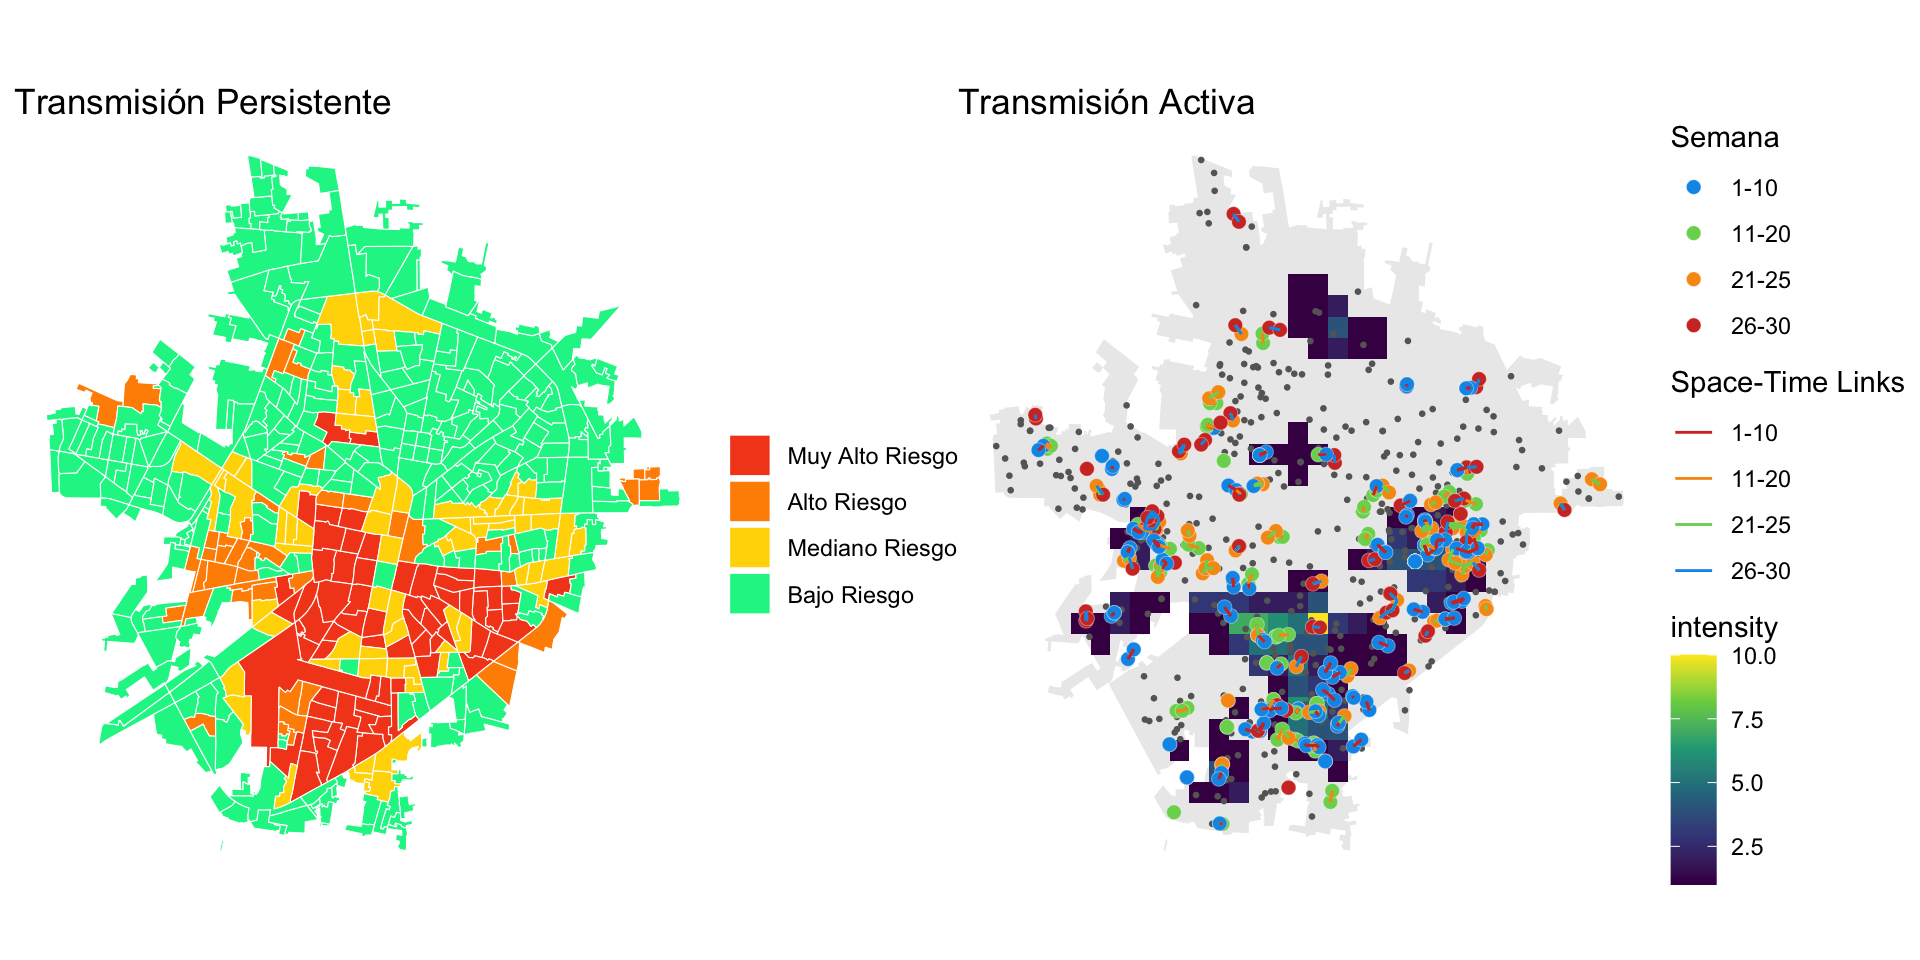 Transmisión Persistente
Muy Alto Riesgo
Alto Riesgo
Mediano Riesgo
Bajo Riesgo
Transmisión Activa
Semana
1-10
11-20
21-25
26-30
Space-Time Links
1-10
11-20
21-25
26-30
intensity
10.0
7.5
5.0
2.5